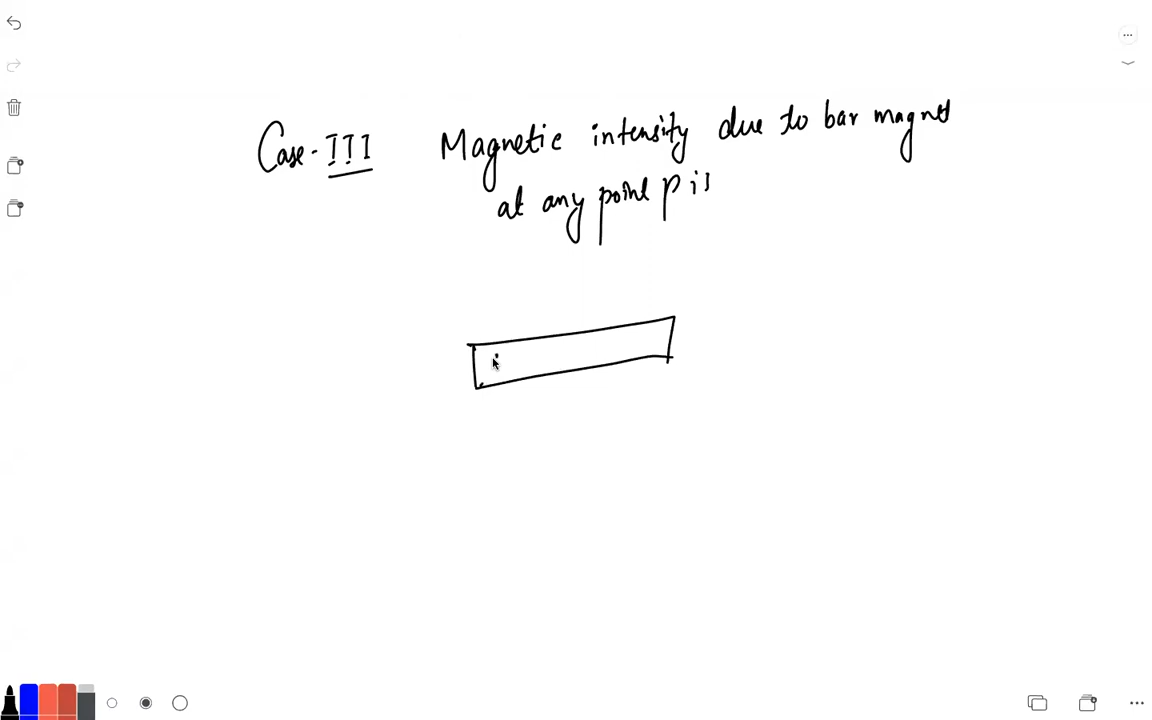 Case-III Magnetic intensity due to bar magnet
at any point P is